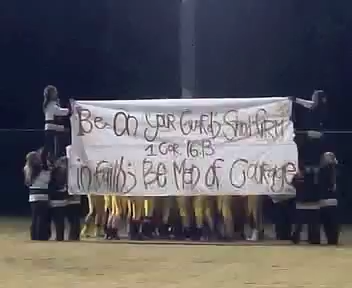 Be on your Guard; Stand Firm
1 Cor. 16:13
in Faith; Be Men of Courage